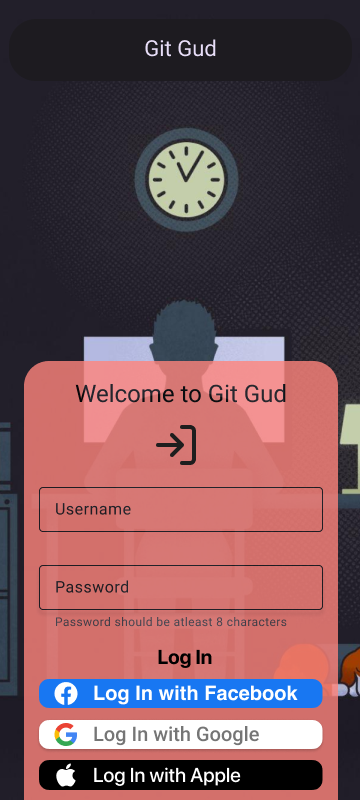 Git Gud
Welcome to Git Gud
Username
Password
Password should be atleast 8 characters
Log In
Log In with Facebook
Log In with Google
Log In with Apple